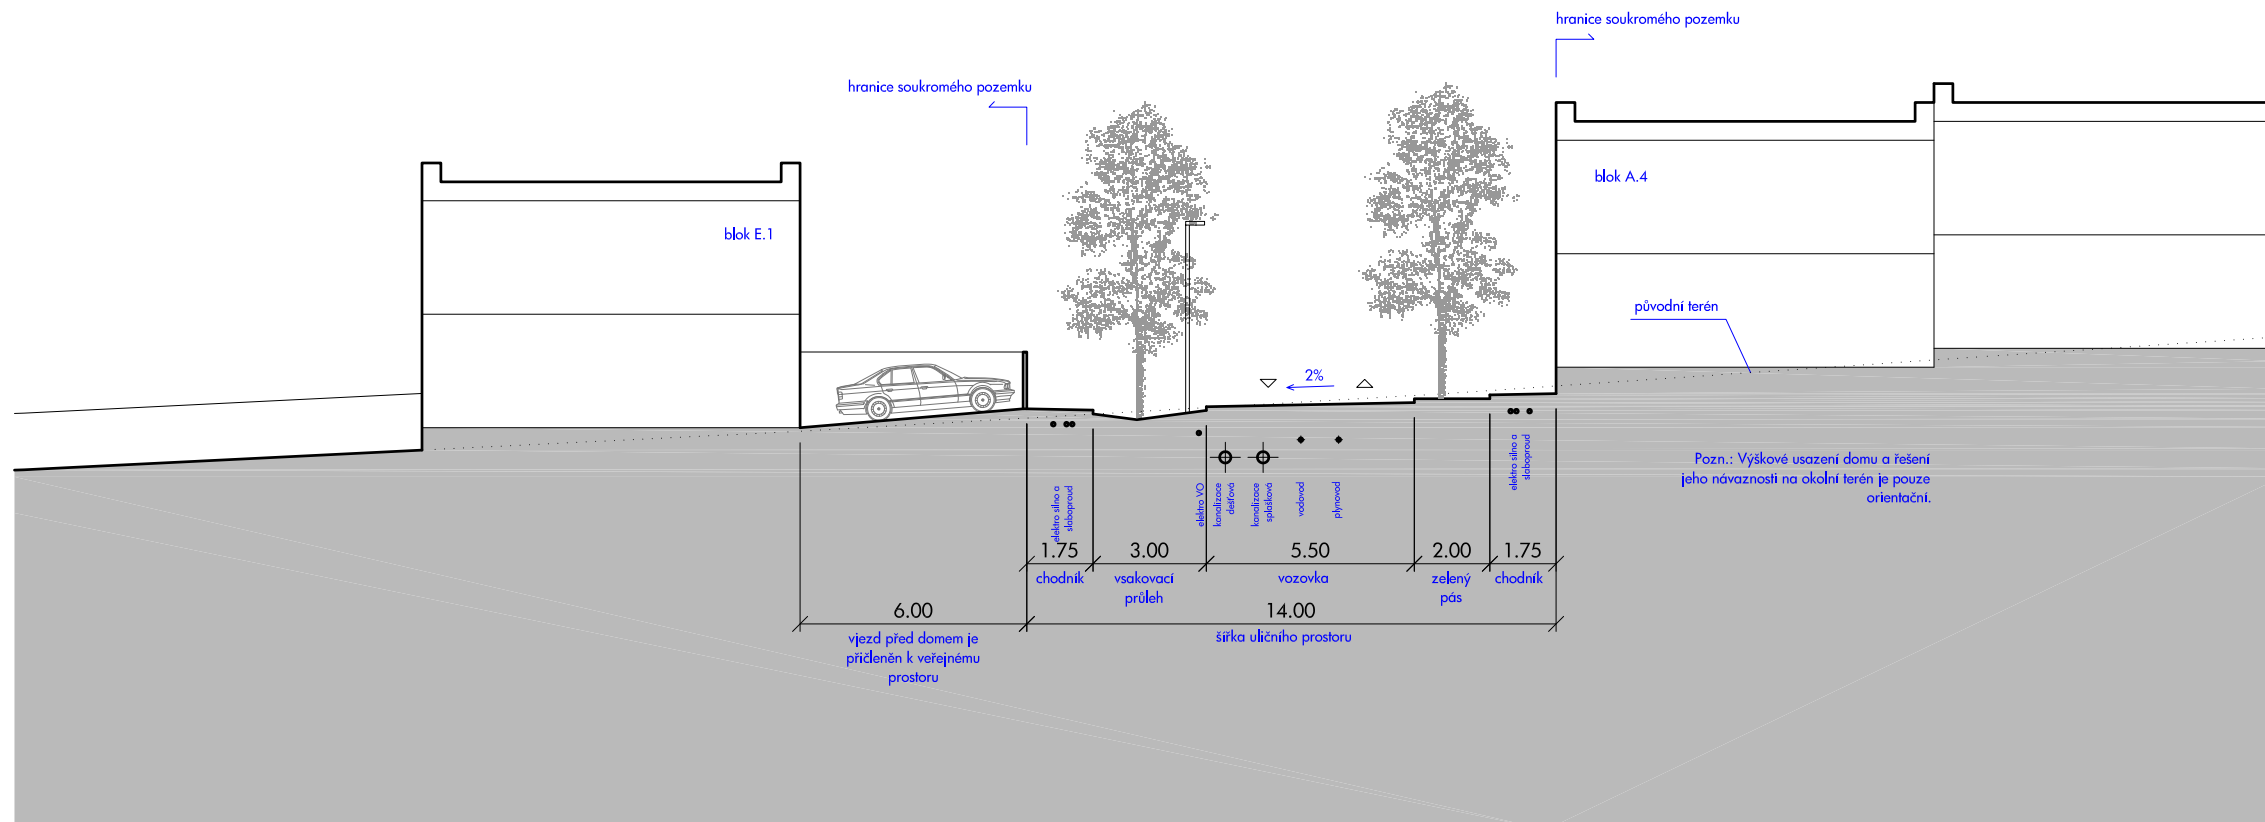 hranice soukromého pozemku
hranice soukromého pozemku
blok A.4
blok E.1
původní terén
2%
elektro silno a
slaboproud
Pozn.: Výškové usazení domu a řešení
jeho návaznosti na okolní terén je pouze
orientační.
elektro silno a
slaboproud
elektro VO
kanalizace
dešťová
kanalizace
splašková
vodovod
plynovod
1.75
3.00
5.50
2.00
1.75
chodník
vsakovací
průleh
vozovka
zelený
pás
chodník
6.00
14.00
vjezd před domem je
přičleněn k veřejnému
prostoru
šířka uličního prostoru